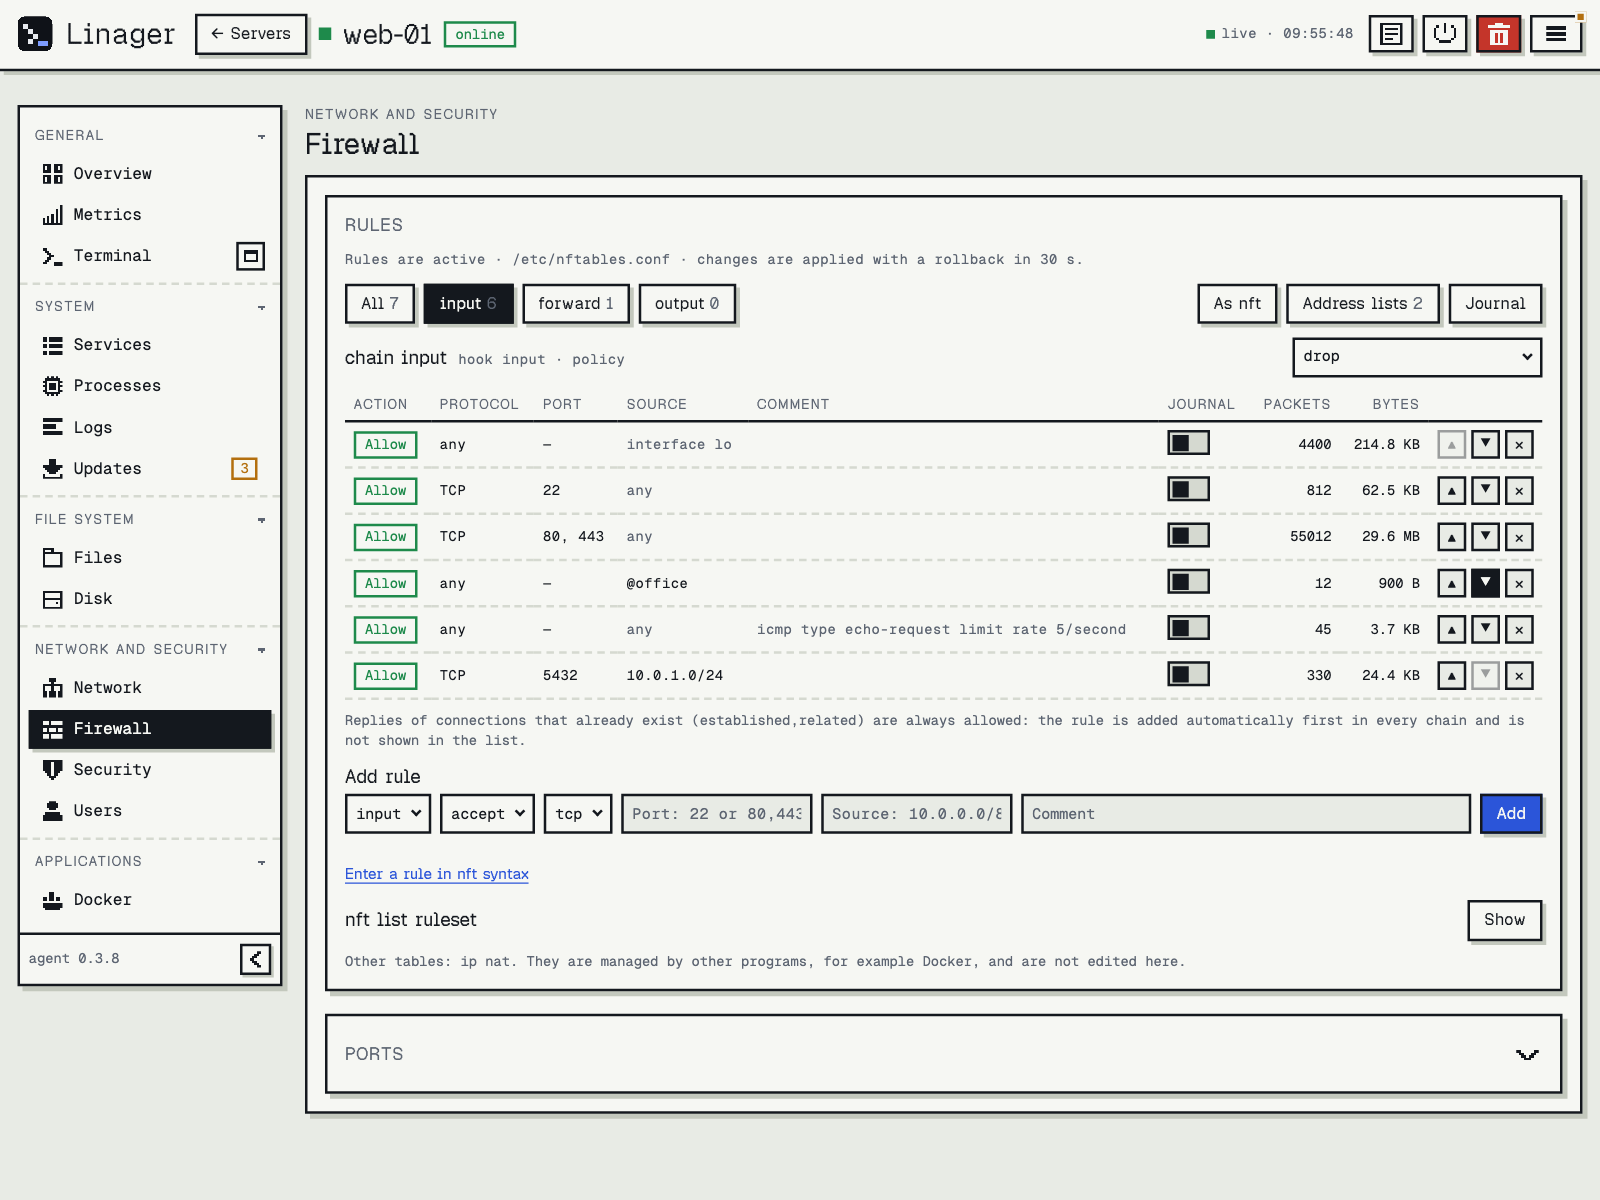 Linager
← Servers
web-01
online
live · 09:55:48
GENERAL
Overview
Metrics
Terminal
SYSTEM
Services
Processes
Logs
Updates
3
FILE SYSTEM
Files
Disk
NETWORK AND SECURITY
Network
Firewall
Security
Users
APPLICATIONS
Docker
agent 0.3.8
NETWORK AND SECURITY
Firewall
RULES
Rules are active · /etc/nftables.conf · changes are applied with a rollback in 30 s.
All 7
input 6
forward 1
output 0
As nft
Address lists 2
Journal
chain input hook input · policy
drop
ACTION PROTOCOL PORT SOURCE COMMENT JOURNAL PACKETS BYTES
Allow any — interface lo 4400 214.8 KB ▲ ▼ ×
Allow TCP 22 any 812 62.5 KB ▲ ▼ ×
Allow TCP 80, 443 any 55012 29.6 MB ▲ ▼ ×
Allow any — @office 12 900 B ▲ ▼ ×
Allow any — any icmp type echo-request limit rate 5/second 45 3.7 KB ▲ ▼ ×
Allow TCP 5432 10.0.1.0/24 330 24.4 KB ▲ ▼ ×
Replies of connections that already exist (established,related) are always allowed: the rule is added automatically first in every chain and is
not shown in the list.
Add rule
input accept tcp Port: 22 or 80,443 Source: 10.0.0.0/8 Comment Add
Enter a rule in nft syntax
nft list ruleset
Show
Other tables: ip nat. They are managed by other programs, for example Docker, and are not edited here.
PORTS